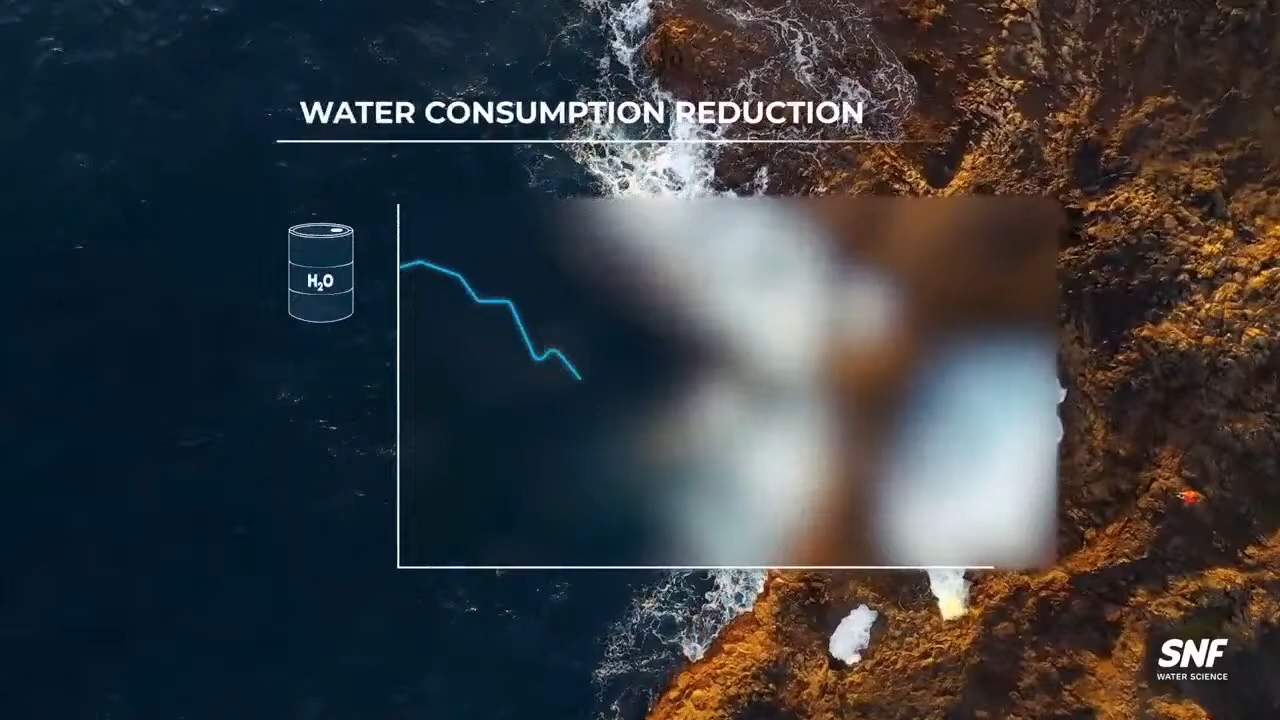 WATER CONSUMPTION REDUCTION
H₂O
SNF
WATER SCIENCE